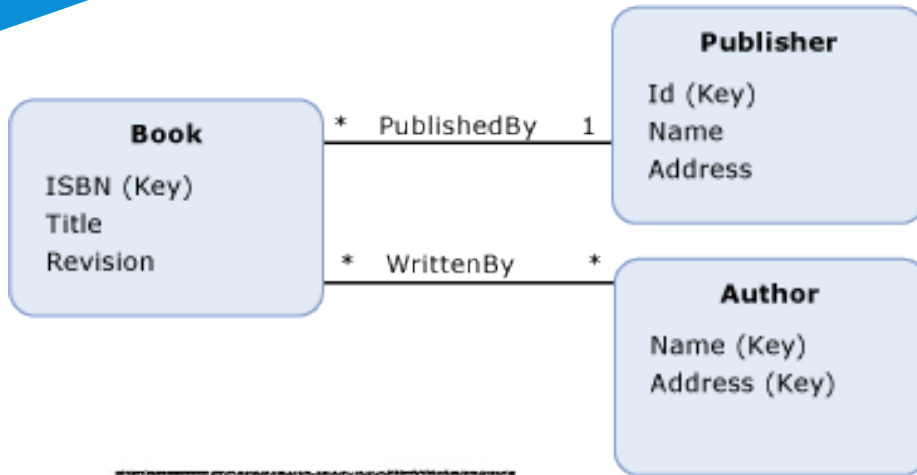 Publisher
Id (Key)
Name
Address
Book
ISBN (Key)
Title
Revision
* PublishedBy 1
* WrittenBy *
Author
Name (Key)
Address (Key)